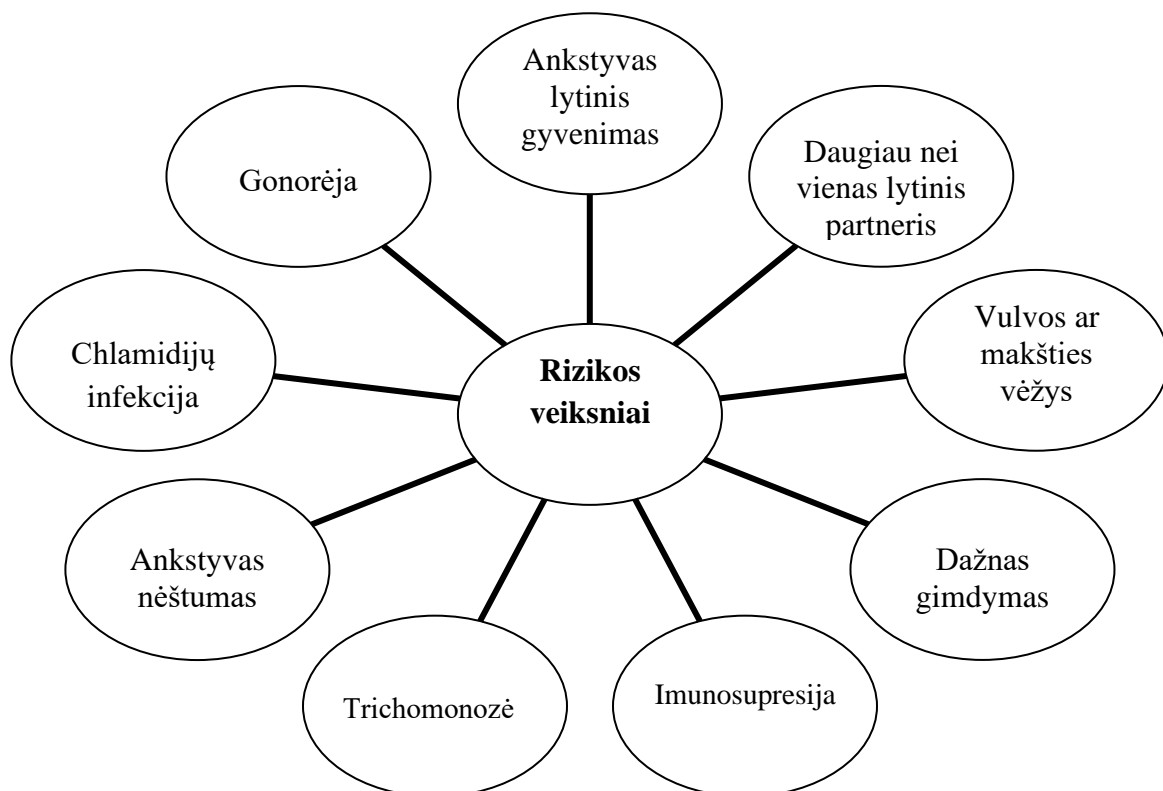 Ankstyvas
lytinis
gyvenimas
Daugiau nei
vienas lytinis
partneris
Vulvos ar
makšties
vėžys
Dažnas
gimdymas
Imunosupresija
Trichomonozė
Ankstyvas
nėštumas
Chlamidijų
infekcija
Gonorėja
Rizikos
veiksniai